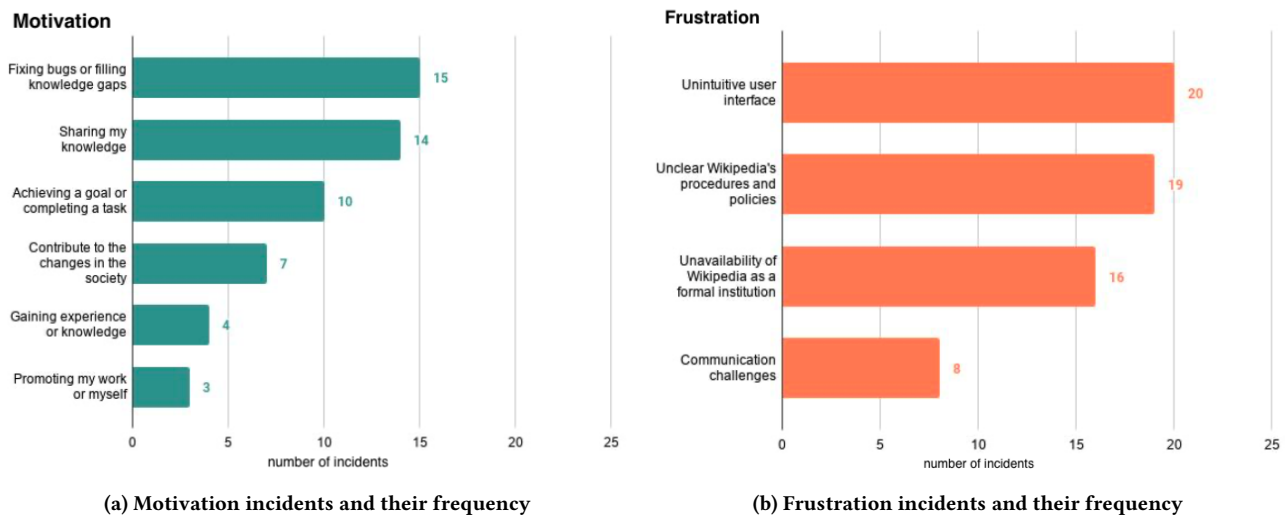 Motivation
Fixing bugs or filling
knowledge gaps
15
Sharing my
knowledge
14
Achieving a goal or
completing a task
10
Contribute to the
changes in the
society
7
Gaining experience
or knowledge
4
Promoting my work
or myself
3
0 5 10 15 20 25
number of incidents
(a) Motivation incidents and their frequency
Frustration
Unintuitive user
interface
20
Unclear Wikipedia's
procedures and
policies
19
Unavailability of
Wikipedia as a
formal institution
16
Communication
challenges
8
0 5 10 15 20 25
number of incidents
(b) Frustration incidents and their frequency